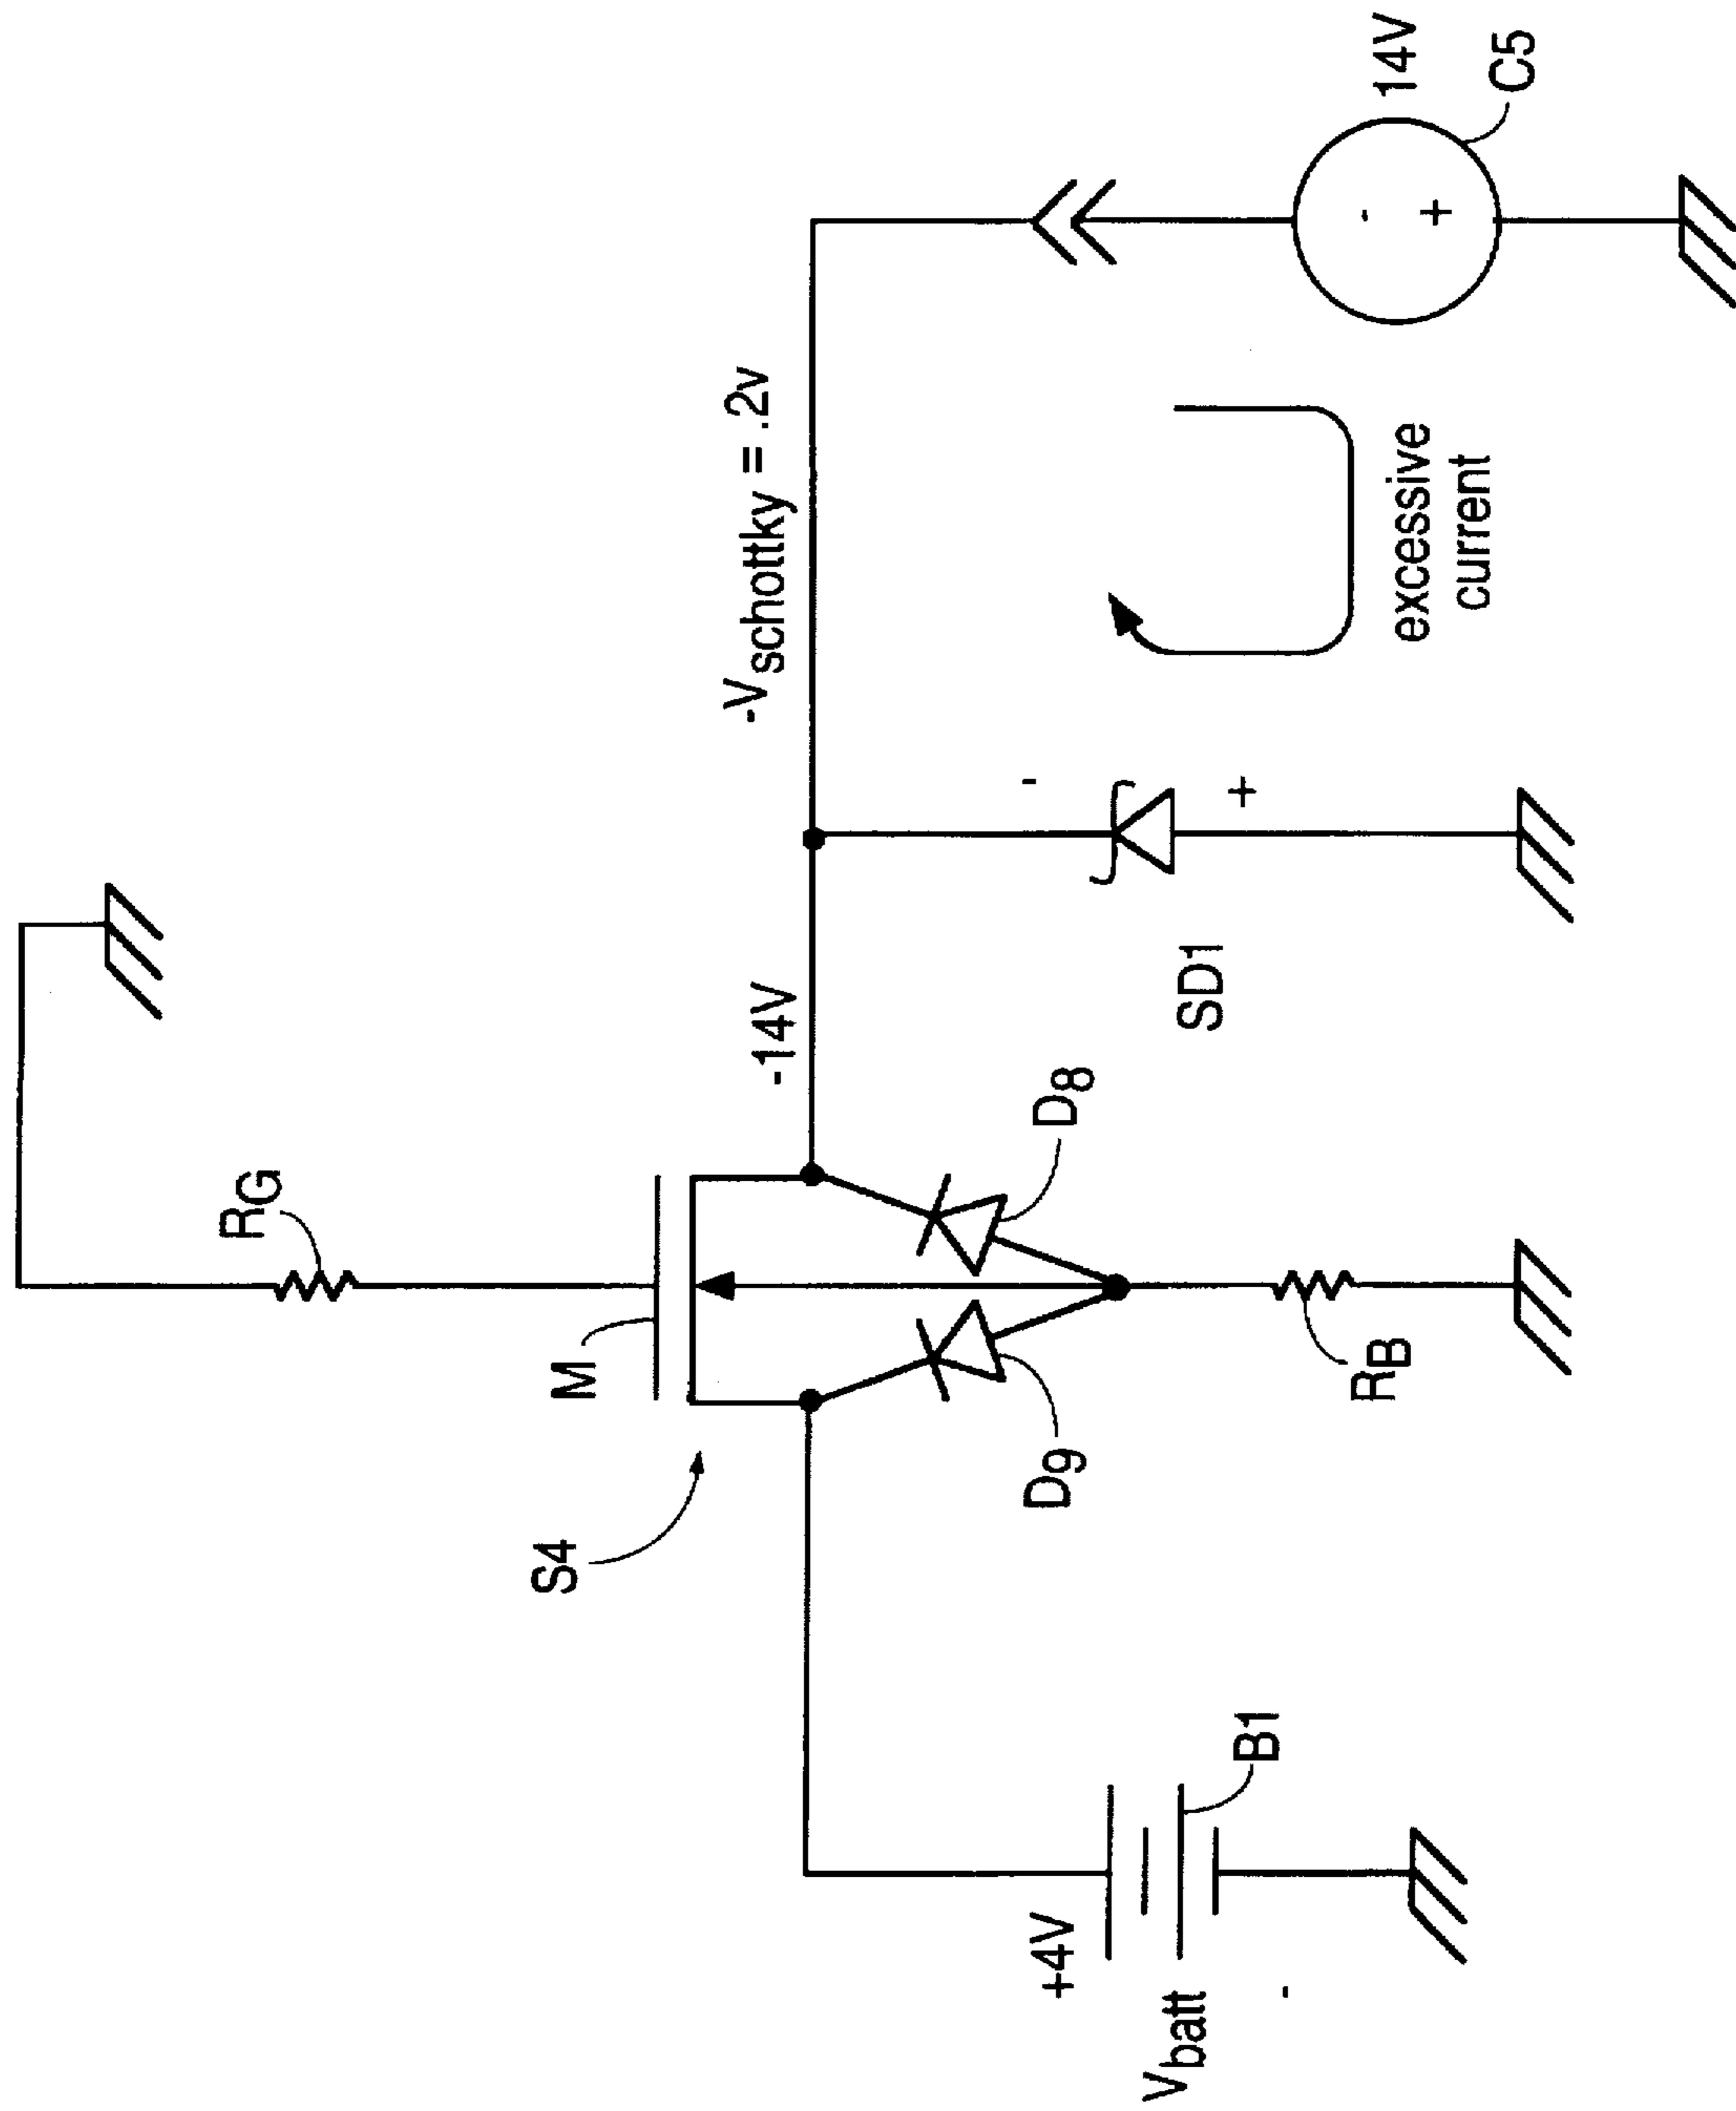 RG
M
S4
-14V
-Vschottky = .2v
D9
D8
-
+
SD1
RB
+4V
Vbatt
-
B1
excessive
current
14V
-
+
C5